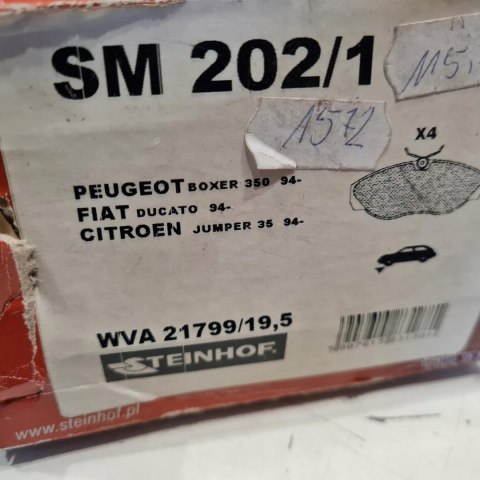 SM 202/1
115,
1572
X4
PEUGEOT BOXER 350 94-
FIAT DUCATO 94-
CITROEN JUMPER 35 94-
WVA 21799/19,5
STEINHOF
www.steinhof.pl